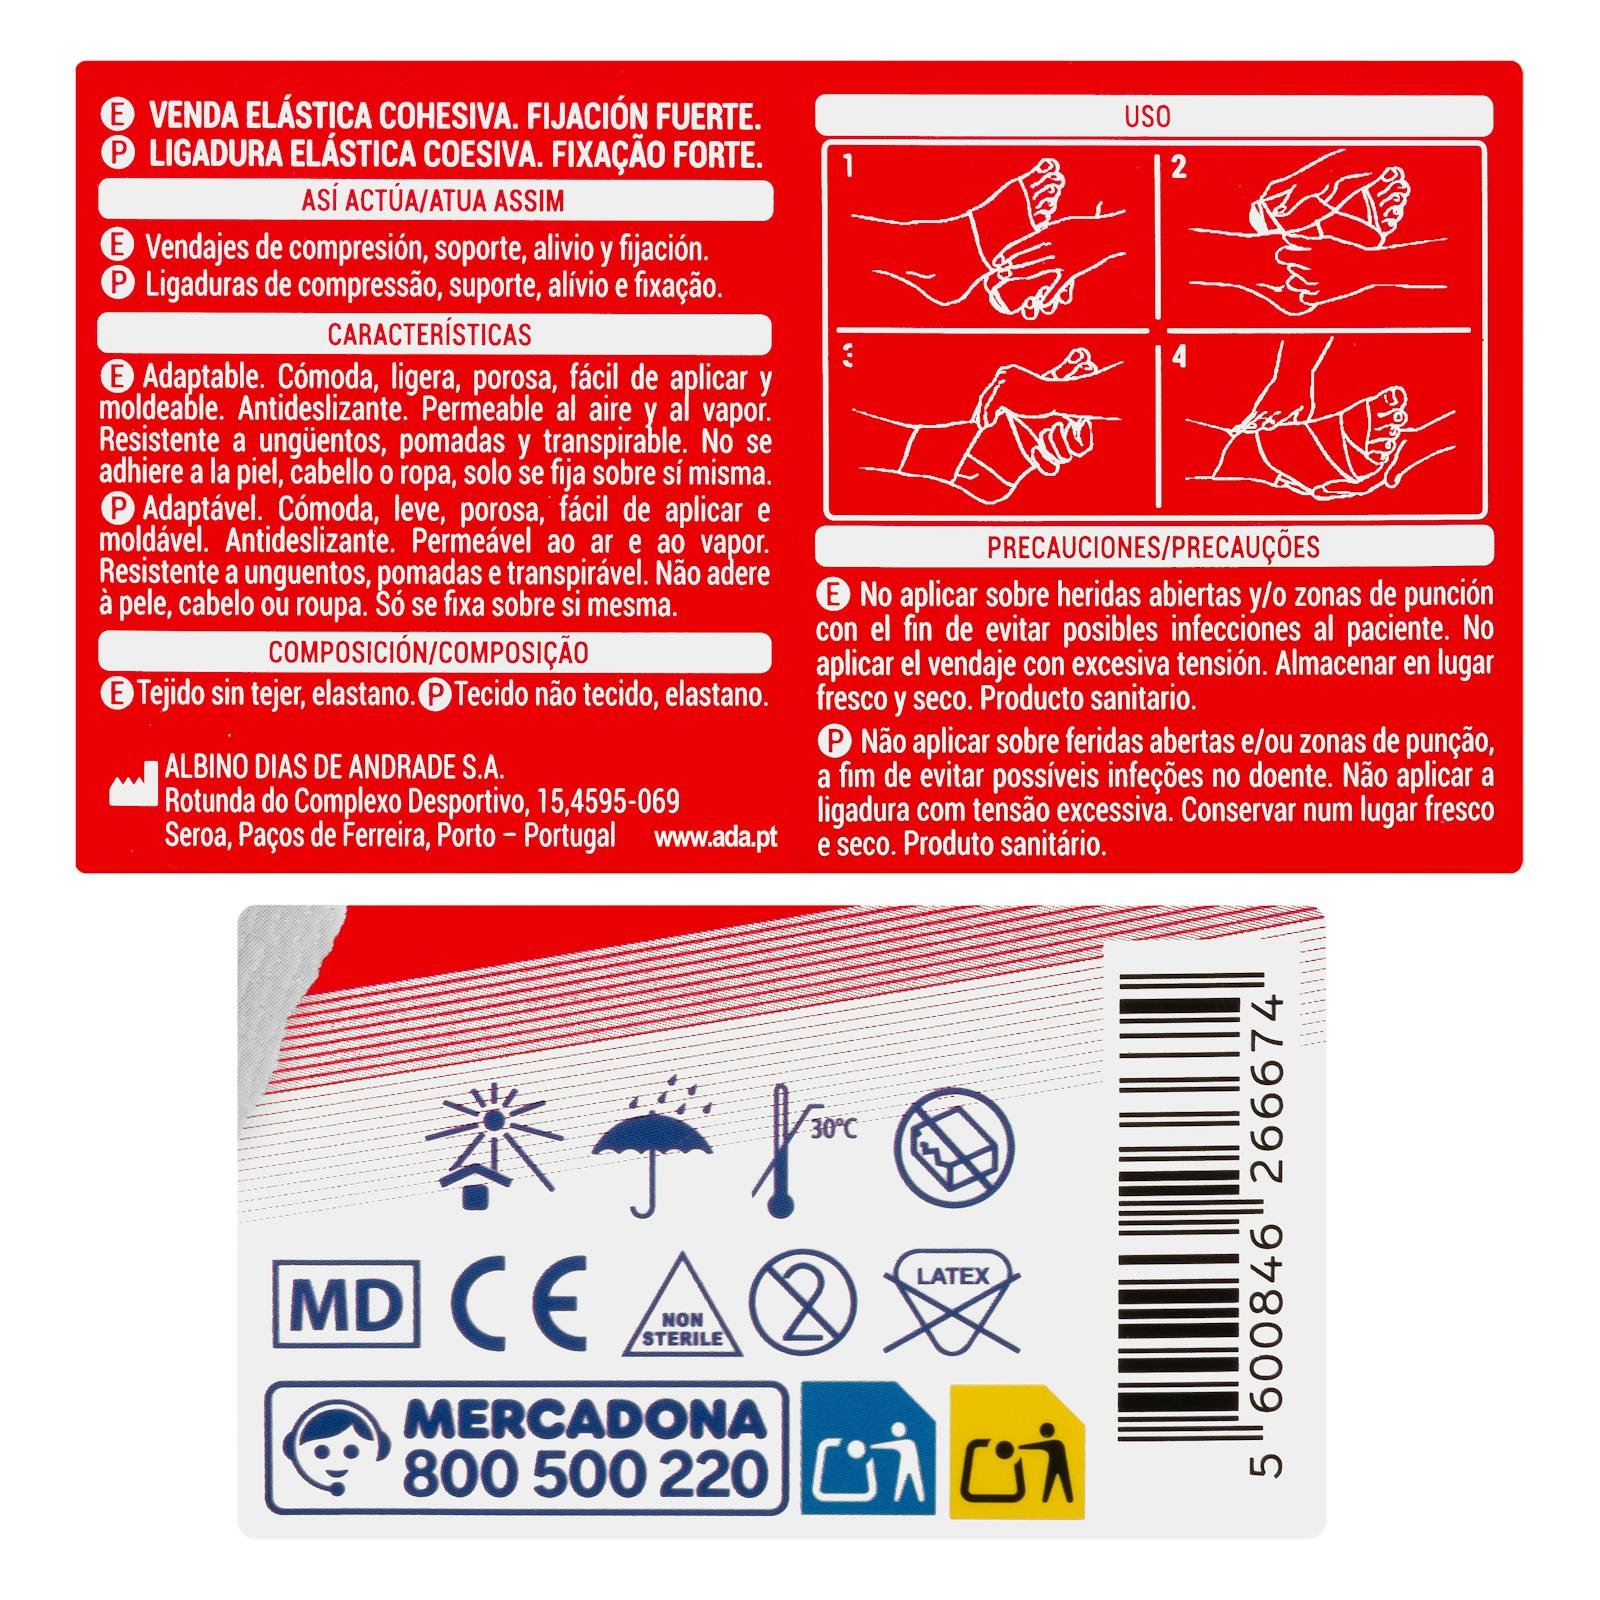 E VENDA ELÁSTICA COHESIVA. FIJACIÓN FUERTE.
P LIGADURA ELÁSTICA COESIVA. FIXAÇÃO FORTE.
ASÍ ACTÚA/ATUA ASSIM
E Vendajes de compresión, soporte, alivio y fijación.
P Ligaduras de compressão, suporte, alívio e fixação.
CARACTERÍSTICAS
E Adaptable. Cómoda, ligera, porosa, fácil de aplicar y
moldeable. Antideslizante. Permeable al aire y al vapor.
Resistente a ungüentos, pomadas y transpirable. No se
adhiere a la piel, cabello o ropa, solo se fija sobre sí misma.
P Adaptável. Cómoda, leve, porosa, fácil de aplicar e
moldável. Antideslizante. Permeável ao ar e ao vapor.
Resistente a unguentos, pomadas e transpirável. Não adere
à pele, cabelo ou roupa. Só se fixa sobre si mesma.
COMPOSICIÓN/COMPOSIÇÃO
E Tejido sin tejer, elastano. P Tecido não tecido, elastano.
ALBINO DIAS DE ANDRADE S.A.
Rotunda do Complexo Desportivo, 15,4595-069
Seroa, Paços de Ferreira, Porto – Portugal www.ada.pt
USO
1 2
3 4
PRECAUCIONES/PRECAUÇÕES
E No aplicar sobre heridas abiertas y/o zonas de punción
con el fin de evitar posibles infecciones al paciente. No
aplicar el vendaje con excesiva tensión. Almacenar en lugar
fresco y seco. Producto sanitario.
P Não aplicar sobre feridas abertas e/ou zonas de punção,
a fim de evitar possíveis infeções no doente. Não aplicar a
ligadura com tensão excessiva. Conservar num lugar fresco
e seco. Produto sanitário.
30ºC
MD CE NON 2 LATEX
STERILE
MERCADONA
800 500 220
5 600846 266674